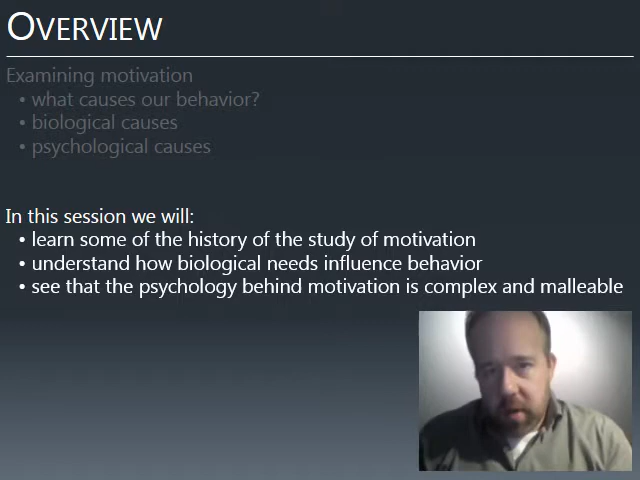 OVERVIEW
Examining motivation
• what causes our behavior?
• biological causes
• psychological causes
In this session we will:
• learn some of the history of the study of motivation
• understand how biological needs influence behavior
• see that the psychology behind motivation is complex and malleable